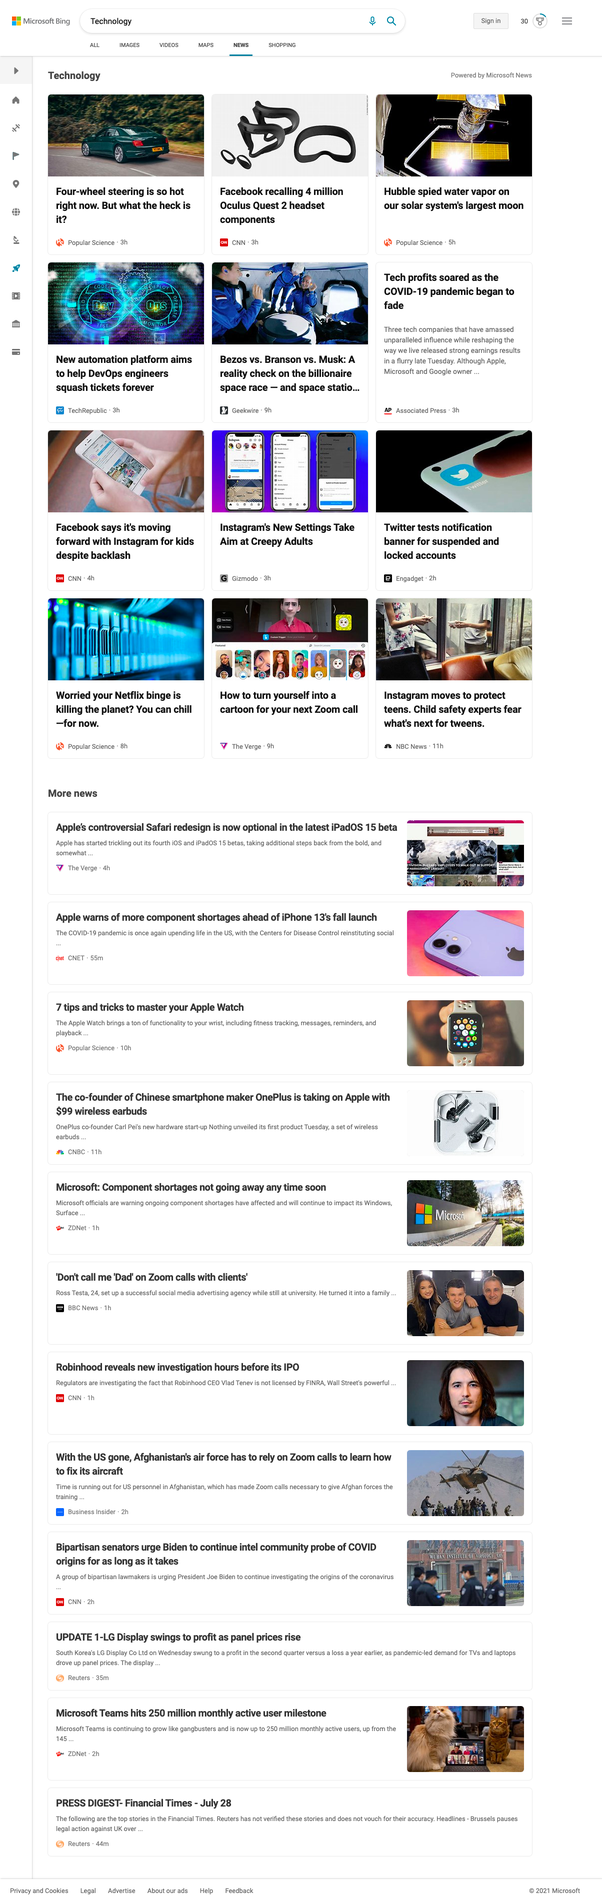 Microsoft Bing
Technology
Sign in
30
ALL
IMAGES
VIDEOS
MAPS
NEWS
SHOPPING
Technology
Powered by Microsoft News
Four-wheel steering is so hot
right now. But what the heck is
it?
Popular Science · 3h
Facebook recalling 4 million
Oculus Quest 2 headset
components
CNN · 3h
Hubble spied water vapor on
our solar system's largest moon
Popular Science · 5h
Dev Ops
New automation platform aims
to help DevOps engineers
squash tickets forever
TechRepublic · 3h
Bezos vs. Branson vs. Musk: A
reality check on the billionaire
space race — and space statio...
Geekwire · 9h
Tech profits soared as the
COVID-19 pandemic began to
fade
Three tech companies that have amassed
unparalleled influence while reshaping the
way we live released strong earnings results
in a flurry late Tuesday. Although Apple,
Microsoft and Google owner ...
AP
Associated Press · 3h
Facebook says it's moving
forward with Instagram for kids
despite backlash
CNN · 4h
Instagram's New Settings Take
Aim at Creepy Adults
Gizmodo · 3h
Twitter tests notification
banner for suspended and
locked accounts
Engadget · 2h
Worried your Netflix binge is
killing the planet? You can chill
—for now.
Popular Science · 8h
How to turn yourself into a
cartoon for your next Zoom call
The Verge · 9h
Instagram moves to protect
teens. Child safety experts fear
what's next for tweens.
NBC News · 11h
More news
Apple's controversial Safari redesign is now optional in the latest iPadOS 15 beta
Apple has started trickling out its fourth iOS and iPadOS 15 betas, taking additional steps back from the bold, and
somewhat ...
The Verge · 4h
Apple warns of more component shortages ahead of iPhone 13's fall launch
The COVID-19 pandemic is once again upending life in the US, with the Centers for Disease Control reinstituting social
...
CNET · 55m
7 tips and tricks to master your Apple Watch
The Apple Watch brings a ton of functionality to your wrist, including fitness tracking, messages, reminders, and
playback ...
Popular Science · 10h
The co-founder of Chinese smartphone maker OnePlus is taking on Apple with
$99 wireless earbuds
OnePlus co-founder Carl Pei's new hardware start-up Nothing unveiled its first product Tuesday, a set of wireless
earbuds ...
CNBC · 11h
Microsoft: Component shortages not going away any time soon
Microsoft officials are warning ongoing component shortages have affected and will continue to impact its Windows,
Surface ...
ZDNet · 1h
'Don't call me 'Dad' on Zoom calls with clients'
Ross Testa, 24, set up a successful social media advertising agency while still at university. He turned it into a family ...
BBC News · 1h
Robinhood reveals new investigation hours before its IPO
Regulators are investigating the fact that Robinhood CEO Vlad Tenev is not licensed by FINRA, Wall Street's powerful ...
CNN · 1h
With the US gone, Afghanistan's air force has to rely on Zoom calls to learn how
to fix its aircraft
Time is running out for US personnel in Afghanistan, which has made Zoom calls necessary to give Afghan forces the
training ...
Business Insider · 2h
Bipartisan senators urge Biden to continue intel community probe of COVID
origins for as long as it takes
A group of bipartisan lawmakers is urging President Joe Biden to continue investigating the origins of the coronavirus
...
CNN · 2h
UPDATE 1-LG Display swings to profit as panel prices rise
South Korea's LG Display Co Ltd on Wednesday swung to a profit in the second quarter versus a loss a year earlier, as pandemic-led demand for TVs and laptops
drove up panel prices. The display ...
Reuters · 35m
Microsoft Teams hits 250 million monthly active user milestone
Microsoft Teams is continuing to grow like gangbusters and is now up to 250 million monthly active users, up from the
145 ...
ZDNet · 2h
PRESS DIGEST- Financial Times - July 28
The following are the top stories in the Financial Times. Reuters has not verified these stories and does not vouch for their accuracy. Headlines - Brussels pauses
legal action against UK over ...
Reuters · 44m
Privacy and Cookies
Legal
Advertise
About our ads
Help
Feedback
© 2021 Microsoft